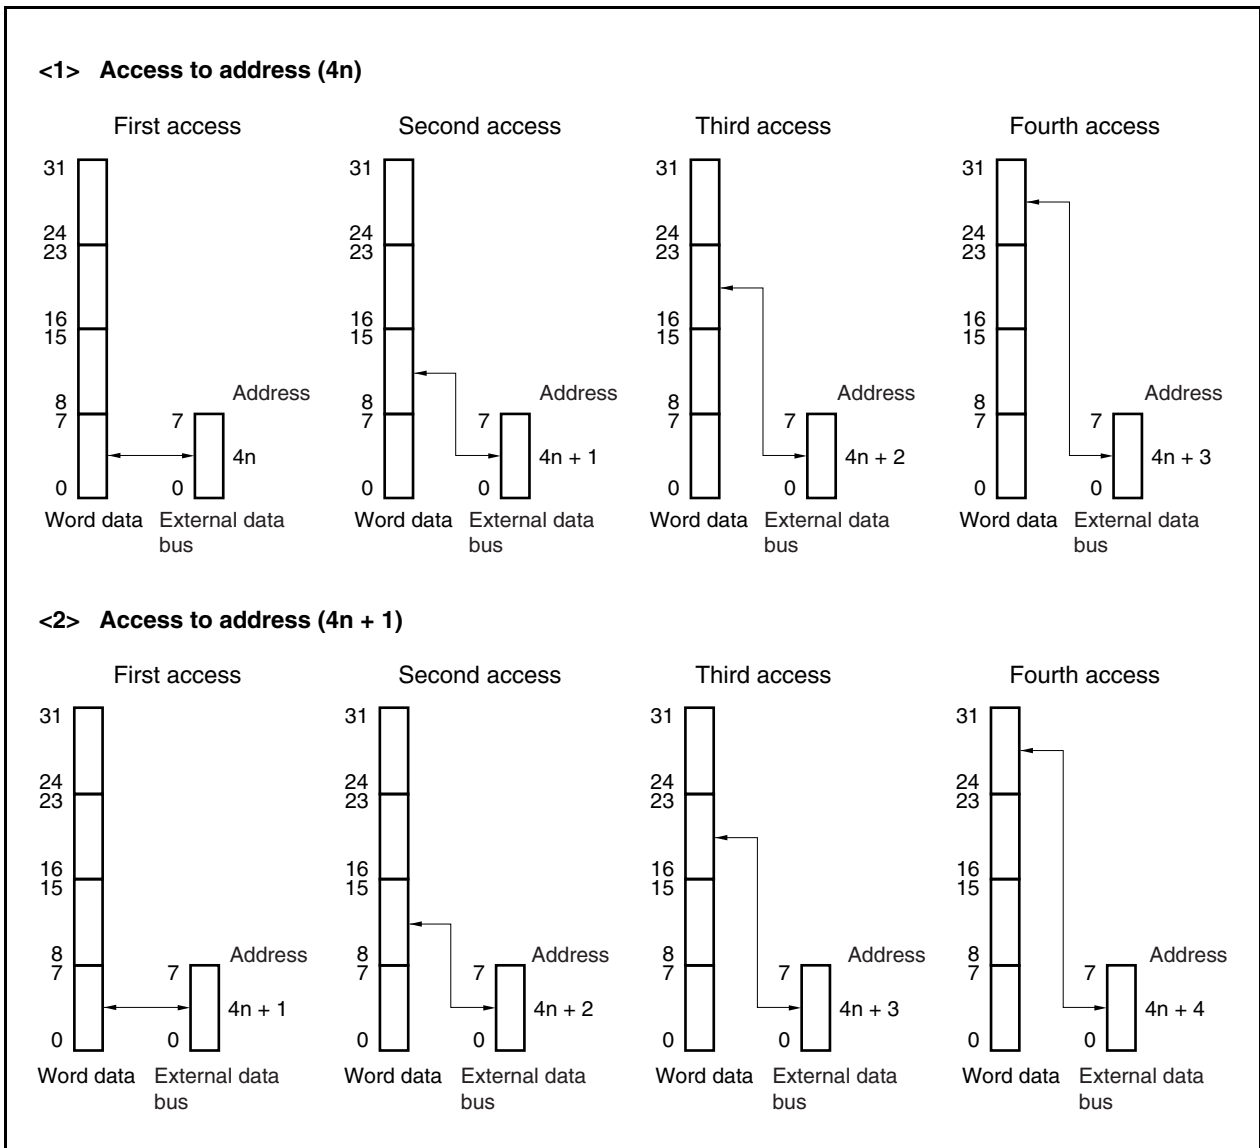 <1> Access to address (4n)
First access Second access Third access Fourth access
31 31 31 31
24 24 24 24
23 23 23 23
16 16 16 16
15 15 15 15
Address Address Address Address
8 8 8 8
7 7 7 7 7 7 7 7
4n 4n + 1 4n + 2 4n + 3
0 0 0 0 0 0 0 0
Word data External data Word data External data Word data External data Word data External data
bus bus bus bus
<2> Access to address (4n + 1)
First access Second access Third access Fourth access
31 31 31 31
24 24 24 24
23 23 23 23
16 16 16 16
15 15 15 15
8 Address 8 Address 8 Address 8 Address
7 7 7 7 7 7 7 7
4n + 1 4n + 2 4n + 3 4n + 4
0 0 0 0 0 0 0 0
Word data External data Word data External data Word data External data Word data External data
bus bus bus bus